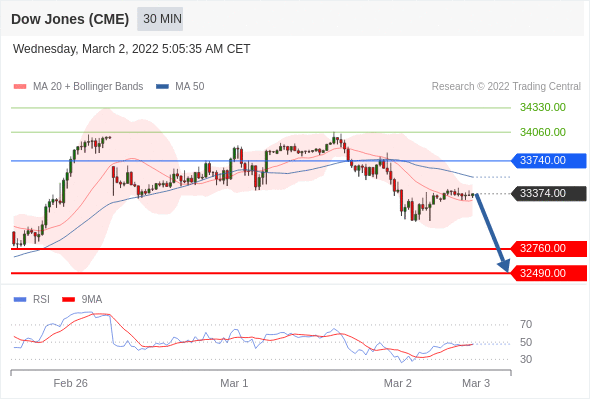 Dow Jones (CME) 30 MIN
Wednesday, March 2, 2022 5:05:35 AM CET
MA 20 + Bollinger Bands MA 50 Research © 2022 Trading Central
34330.00
34060.00
33740.00
33374.00
32760.00
32490.00
RSI 9MA
70
50
30
Feb 26 Mar 1 Mar 2 Mar 3